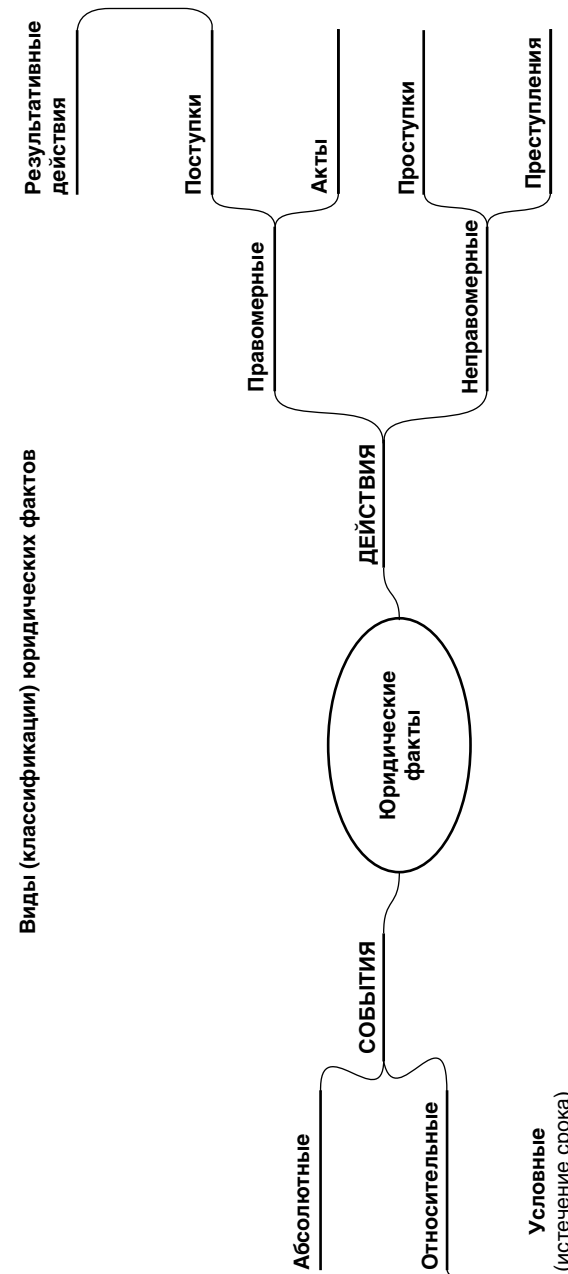 Виды (классификации) юридических фактов
Юридические
факты
СОБЫТИЯ
Абсолютные
Относительные
Условные
(истечение срока)
ДЕЙСТВИЯ
Правомерные
Результативные
действия
Поступки
Акты
Неправомерные
Проступки
Преступления